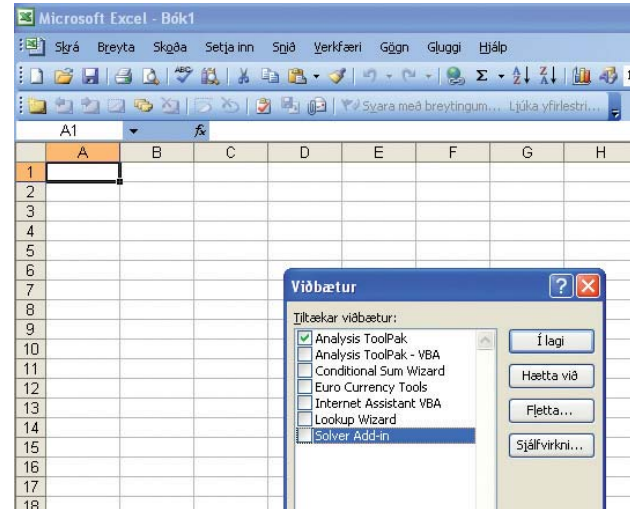 Microsoft Excel - Bók1
Skrá Breyta Skoða Setja inn Snið Verkfæri Gögn Gluggi Hjálp
Svara með breytingum... Ljúka yfirlestri...
A1 fx
A B C D E F G H
1
2
3
4
5
6
7
8
9
10
11
12
13
14
15
16
17
18
Viðbætur
Tiltækar viðbætur:
Analysis ToolPak
Analysis ToolPak - VBA
Conditional Sum Wizard
Euro Currency Tools
Internet Assistant VBA
Lookup Wizard
Solver Add-in
Í lagi
Hætta við
Fletta...
Sjálfvirkni...